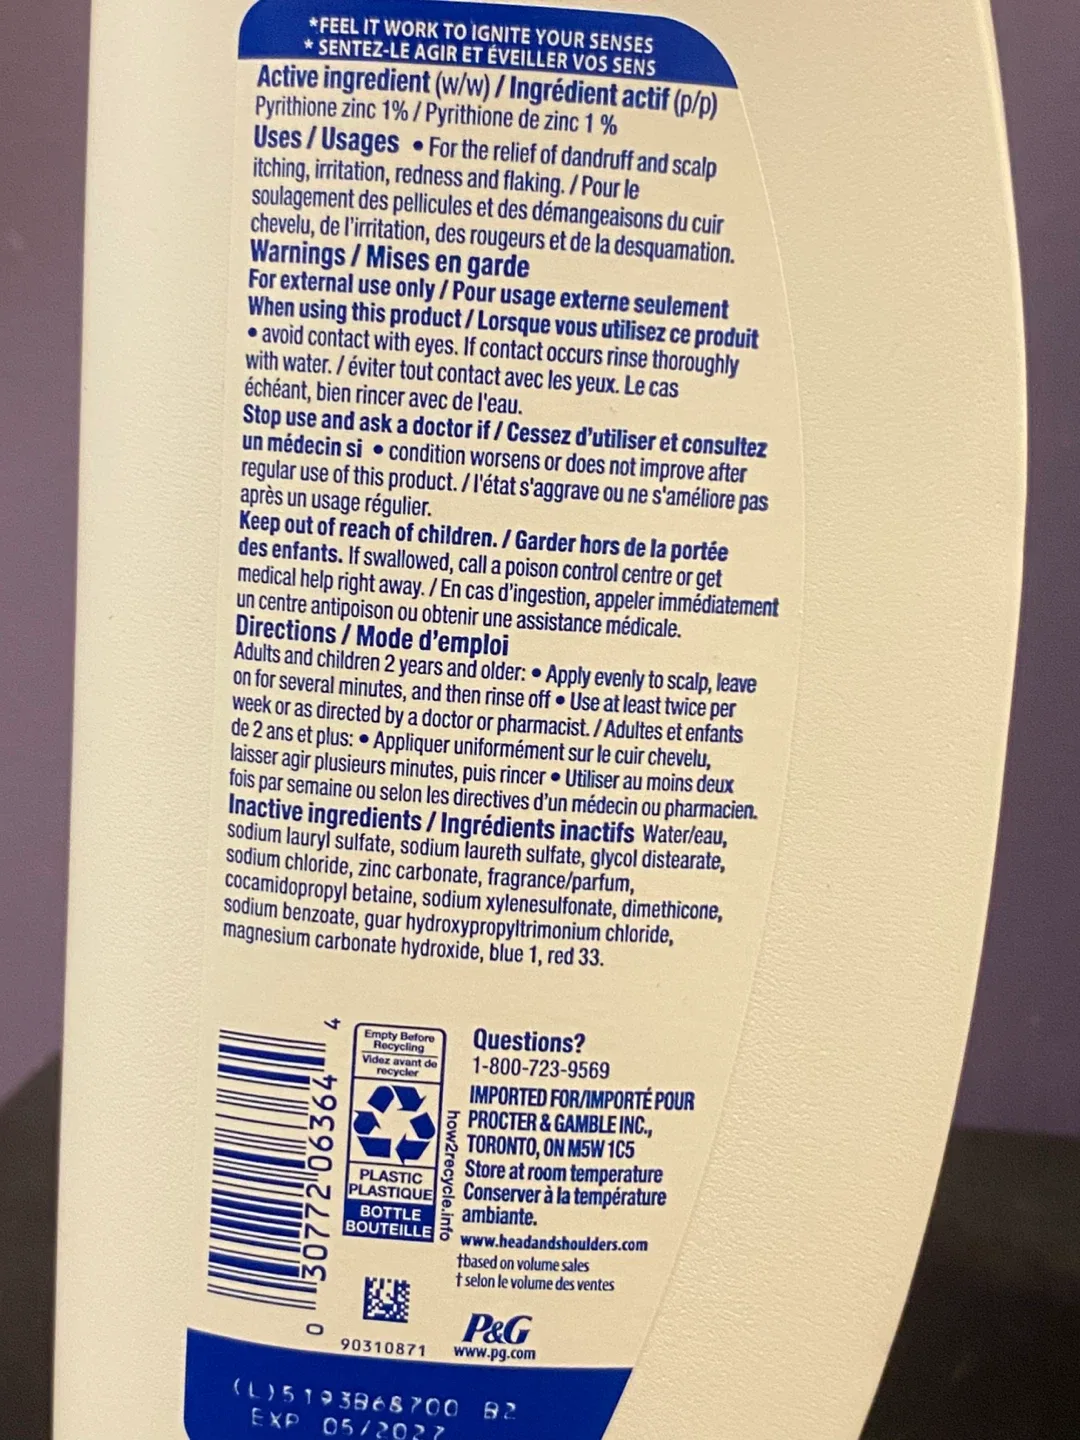 *FEEL IT WORK TO IGNITE YOUR SENSES
* SENTEZ-LE AGIR ET ÉVEILLER VOS SENS
Active ingredient (w/w) / Ingrédient actif (p/p)
Pyrithione zinc 1% / Pyrithione de zinc 1 %
Uses / Usages • For the relief of dandruff and scalp
itching, irritation, redness and flaking. / Pour le
soulagement des pellicules et des démangeaisons du cuir
chevelu, de l'irritation, des rougeurs et de la desquamation.
Warnings / Mises en garde
For external use only / Pour usage externe seulement
When using this product / Lorsque vous utilisez ce produit
• avoid contact with eyes. If contact occurs rinse thoroughly
with water. / éviter tout contact avec les yeux. Le cas
échéant, bien rincer avec de l'eau.
Stop use and ask a doctor if / Cessez d'utiliser et consultez
un médecin si • condition worsens or does not improve after
regular use of this product. / l'état s'aggrave ou ne s'améliore pas
après un usage régulier.
Keep out of reach of children. / Garder hors de la portée
des enfants. If swallowed, call a poison control centre or get
medical help right away. / En cas d'ingestion, appeler immédiatement
un centre antipoison ou obtenir une assistance médicale.
Directions / Mode d'emploi
Adults and children 2 years and older: • Apply evenly to scalp, leave
on for several minutes, and then rinse off • Use at least twice per
week or as directed by a doctor or pharmacist. / Adultes et enfants
de 2 ans et plus: • Appliquer uniformément sur le cuir chevelu,
laisser agir plusieurs minutes, puis rincer • Utiliser au moins deux
fois par semaine ou selon les directives d'un médecin ou pharmacien.
Inactive ingredients / Ingrédients inactifs Water/eau,
sodium lauryl sulfate, sodium laureth sulfate, glycol distearate,
sodium chloride, zinc carbonate, fragrance/parfum,
cocamidopropyl betaine, sodium xylenesulfonate, dimethicone,
sodium benzoate, guar hydroxypropyltrimonium chloride,
magnesium carbonate hydroxide, blue 1, red 33.
0 30772 06364 4
Empty Before
Recycling
Videz avant de
recycler
PLASTIC
PLASTIQUE
BOTTLE
BOUTEILLE
how2recycle.info
90310871
Questions?
1-800-723-9569
IMPORTED FOR/IMPORTÉ POUR
PROCTER & GAMBLE INC.,
TORONTO, ON M5W 1C5
Store at room temperature
Conserver à la température
ambiante.
www.headandshoulders.com
†based on volume sales
† selon le volume des ventes
P&G
www.pg.com
(L)5193868700 B2
EXP 05/2027